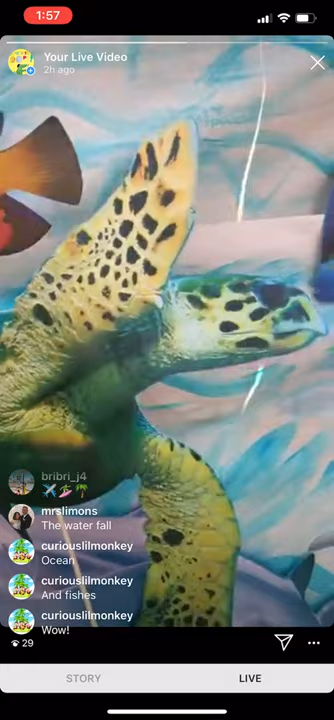 1:57
Your Live Video
2h ago
bribri_j4
✈️🏄🌴
mrslimons
The water fall
curiouslilmonkey
Ocean
curiouslilmonkey
And fishes
curiouslilmonkey
Wow!
29
STORY LIVE